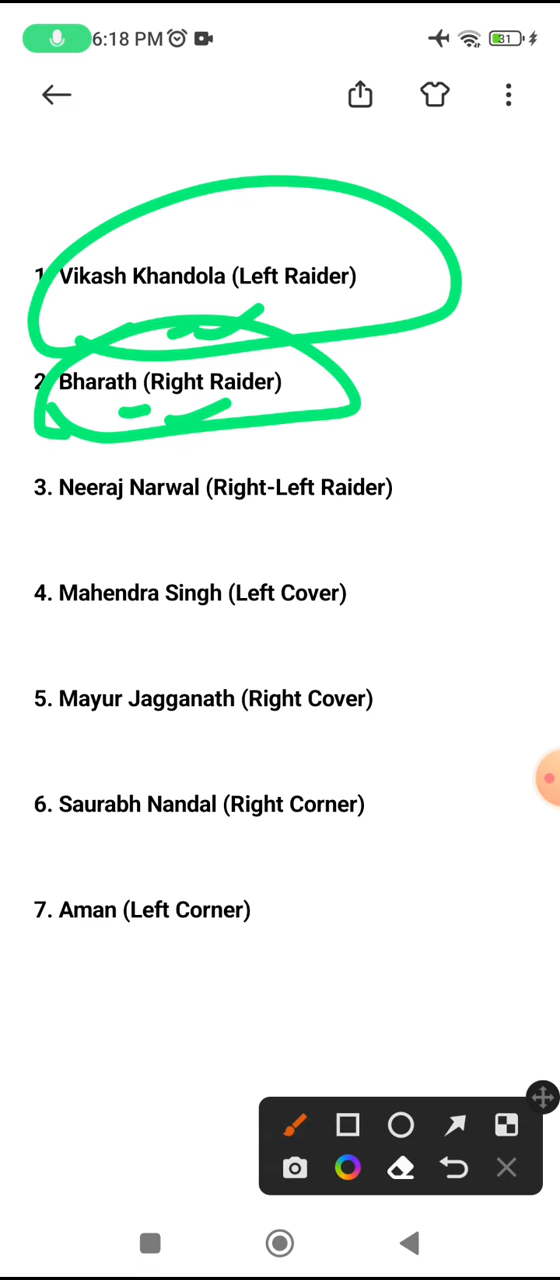 6:18 PM
31
1. Vikash Khandola (Left Raider)
2. Bharath (Right Raider)
3. Neeraj Narwal (Right-Left Raider)
4. Mahendra Singh (Left Cover)
5. Mayur Jagganath (Right Cover)
6. Saurabh Nandal (Right Corner)
7. Aman (Left Corner)